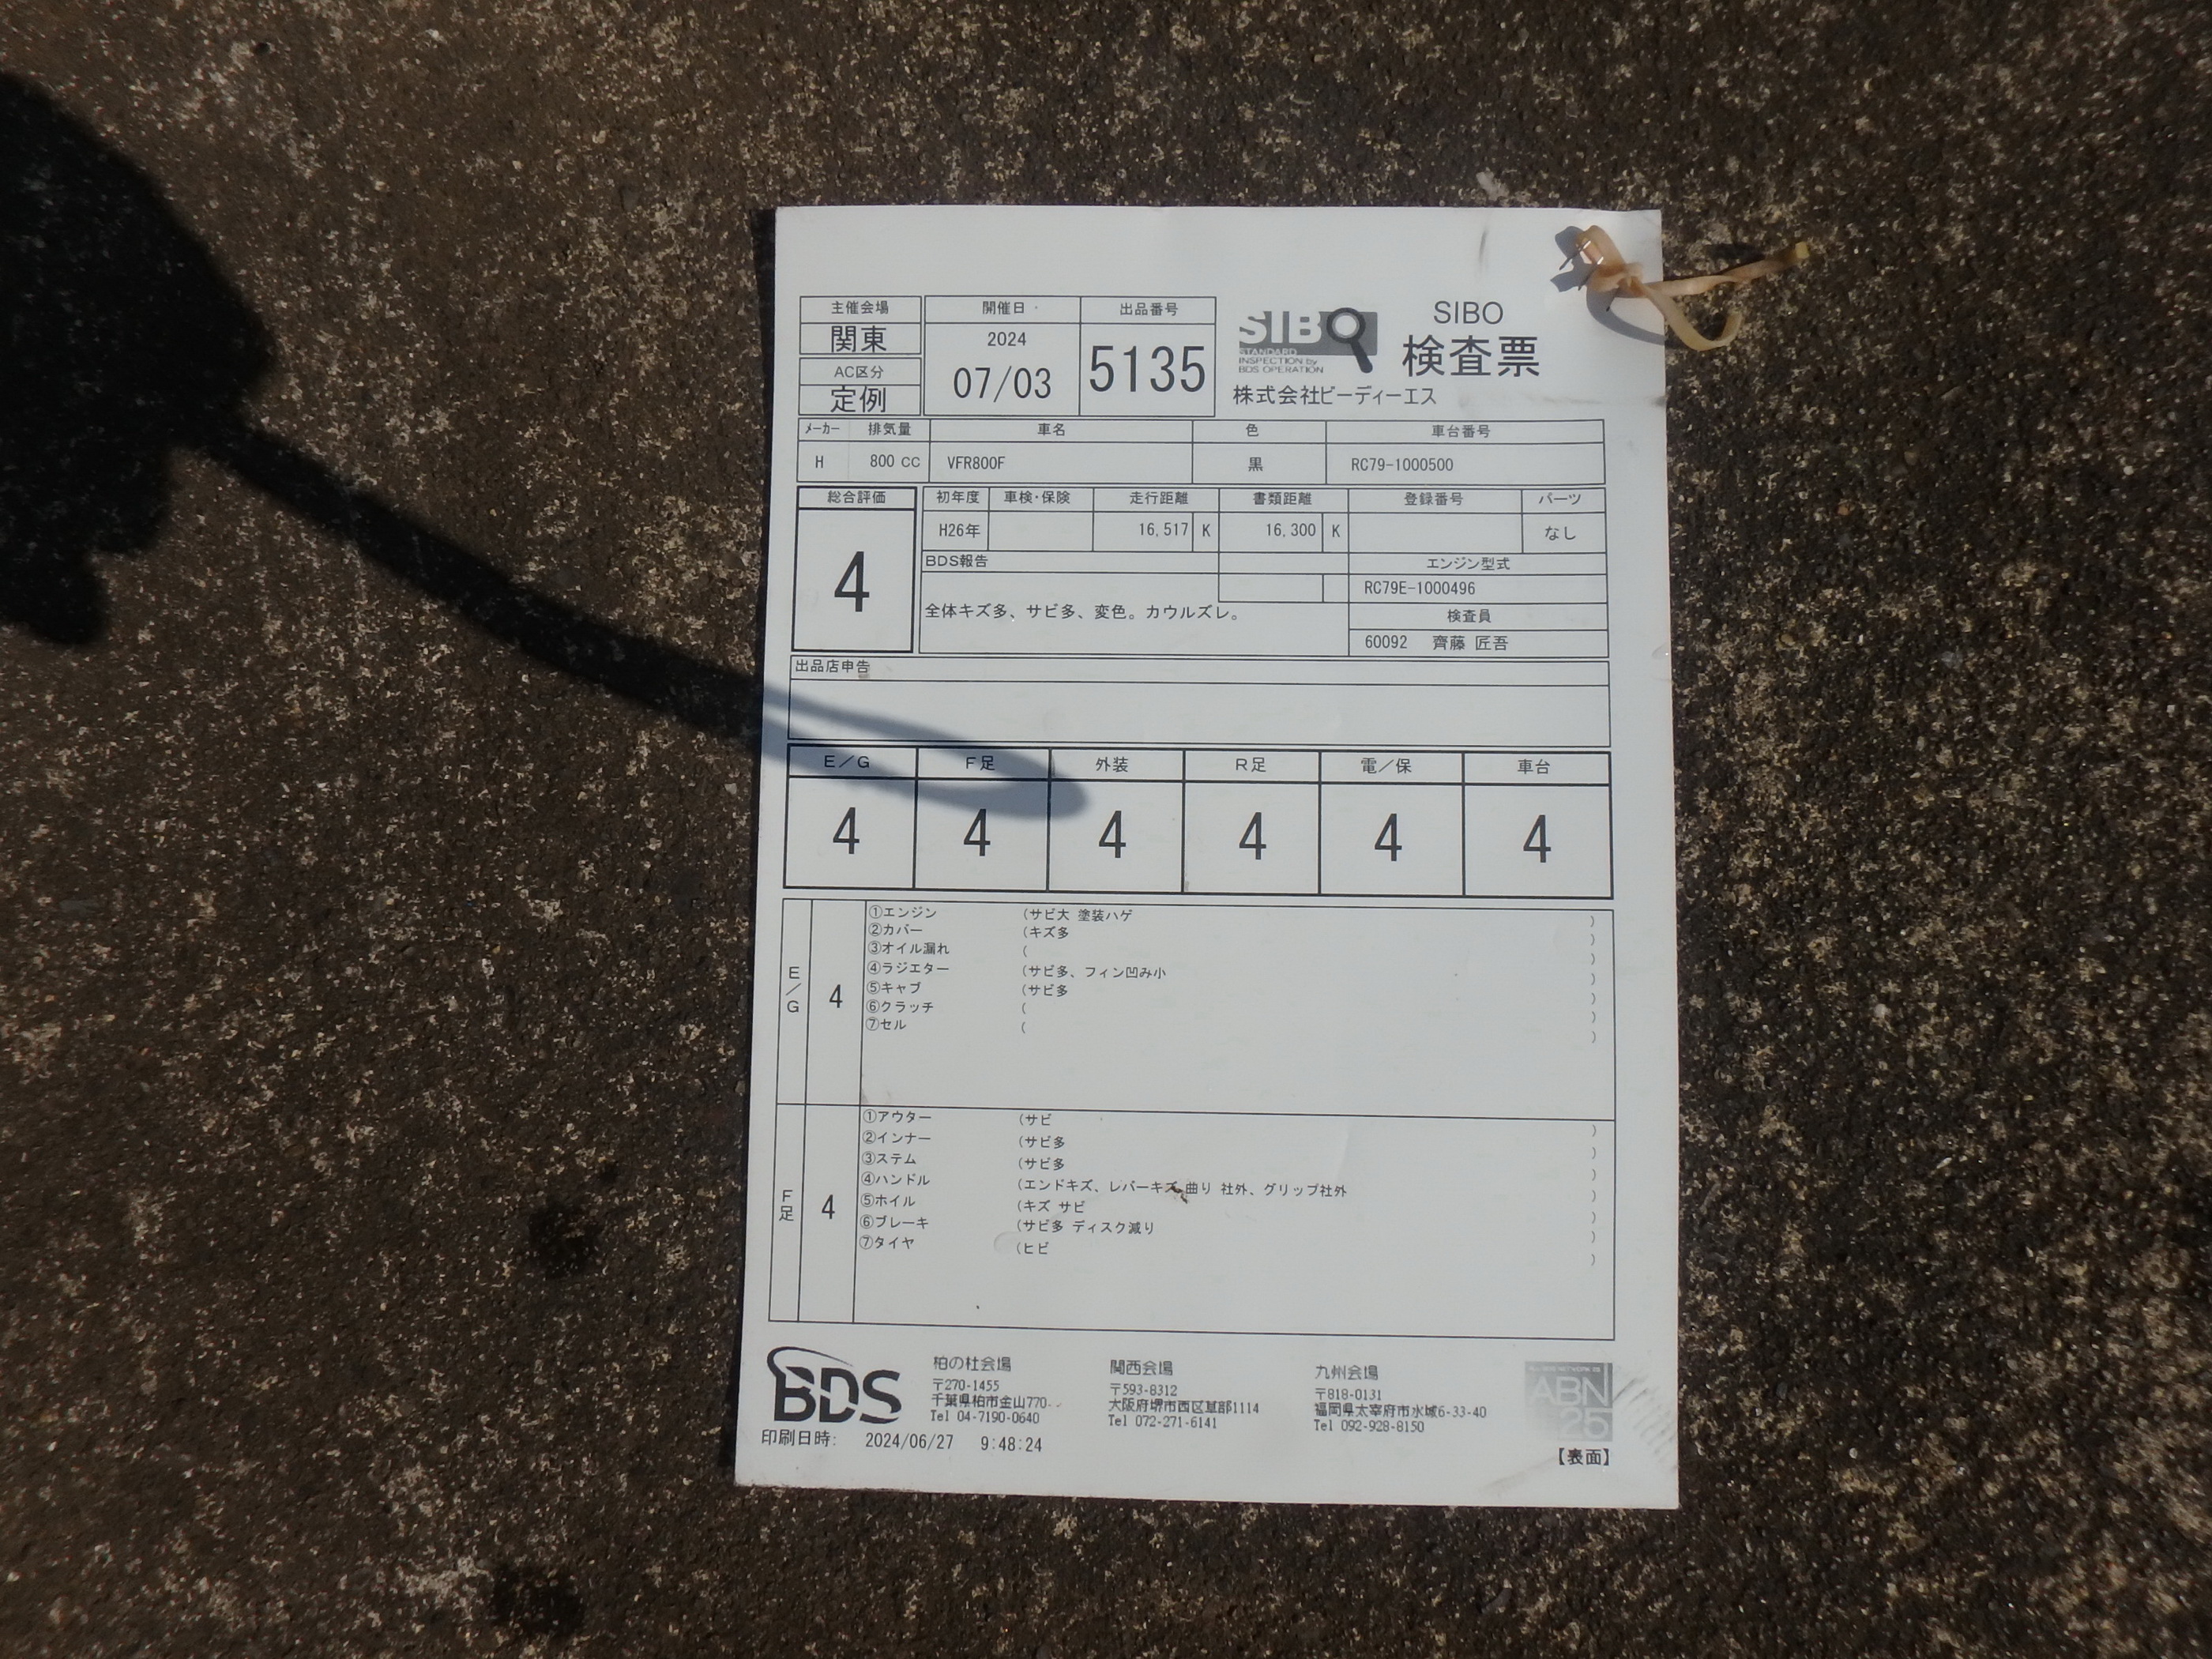 主催会場 開催日 出品番号
関東 2024 07/03 5135
AC区分
定例
SIBO
STANDARD
INSPECTION by
BDS OPERATION
SIBO
検査票
株式会社ビーディーエス
メーカー 排気量 車名 色 車台番号
H 800 CC VFR800F 黒 RC79-1000500
総合評価 初年度 車検・保険 走行距離 書類距離 登録番号 パーツ
4 H26年 16,517 K 16,300 K なし
BDS報告 エンジン型式
RC79E-1000496
全体キズ多、サビ多、変色。カウルズレ。
検査員
60092 齊藤 匠吾
出品店申告
E/G F足 外装 R足 電/保 車台
4 4 4 4 4 4
E/G 4
①エンジン (サビ大 塗装ハゲ )
②カバー (キズ多 )
③オイル漏れ ( )
④ラジエター (サビ多、フィン凹み小 )
⑤キャブ (サビ多 )
⑥クラッチ ( )
⑦セル ( )
F足 4
①アウター (サビ )
②インナー (サビ多 )
③ステム (サビ多 )
④ハンドル (エンドキズ、レバーキズ 曲り 社外、グリップ社外 )
⑤ホイル (キズ サビ )
⑥ブレーキ (サビ多 ディスク減り )
⑦タイヤ (ヒビ )
BDS
柏の杜会場
〒270-1455
千葉県柏市金山770
Tel 04-7190-0640
関西会場
〒593-8312
大阪府堺市西区草部1114
Tel 072-271-6141
九州会場
〒818-0131
福岡県太宰府市水城6-33-40
Tel 092-928-8150
ABN
25
印刷日時: 2024/06/27 9:48:24
【表面】